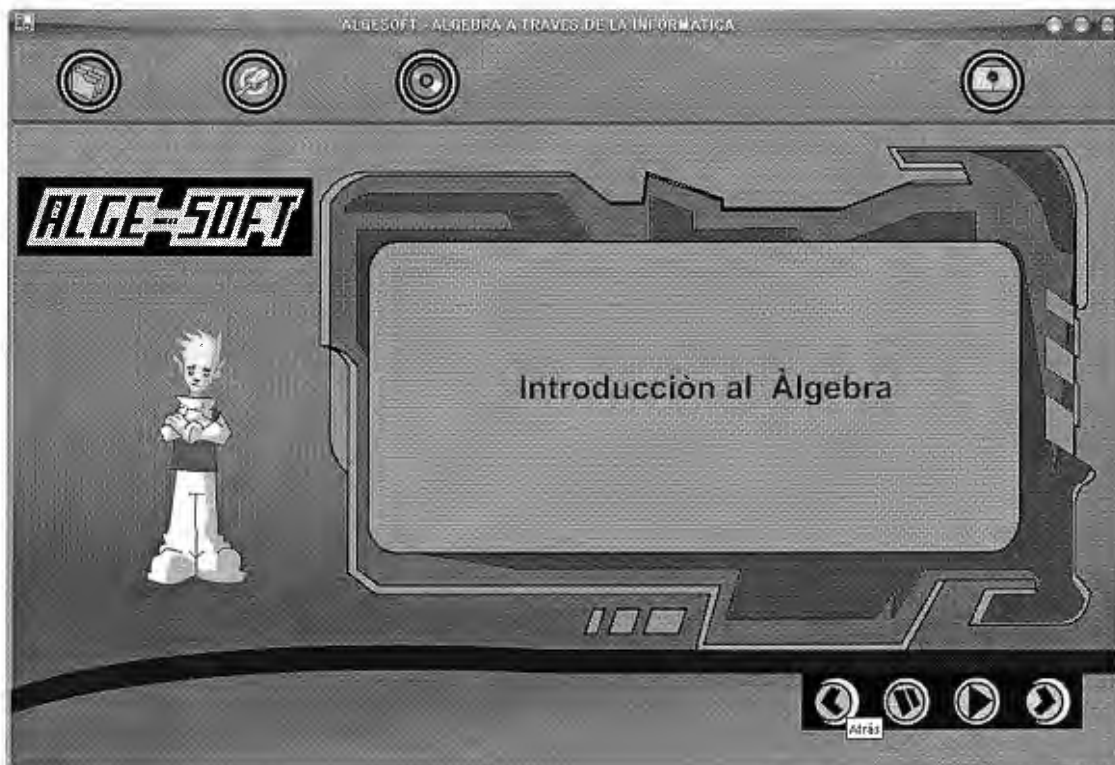 ALGESOFT - ALGEBRA A TRAVES DE LA INFORMATICA
ALGE-SOFT
Introducciòn al Àlgebra
Atrás